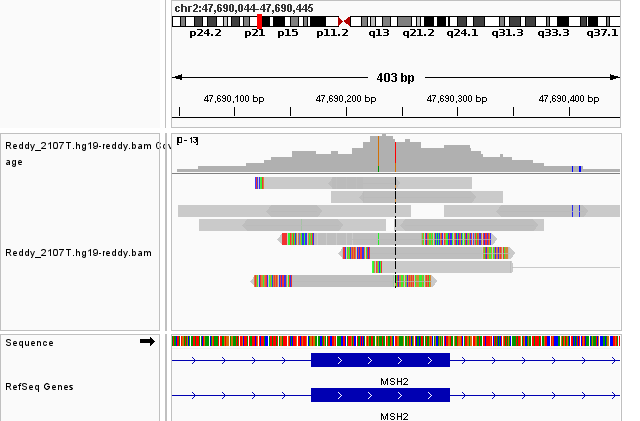 chr2:47,690,044-47,690,445
p24.2 p21 p15 p11.2 q13 q21.2 q24.1 q31.3 q33.3 q37.1
403 bp
47,690,100 bp 47,690,200 bp 47,690,300 bp 47,690,400 bp
Reddy_2107T.hg19-reddy.bam Cov
age
[0 - 13]
Reddy_2107T.hg19-reddy.bam
Sequence
MSH2
RefSeq Genes
MSH2